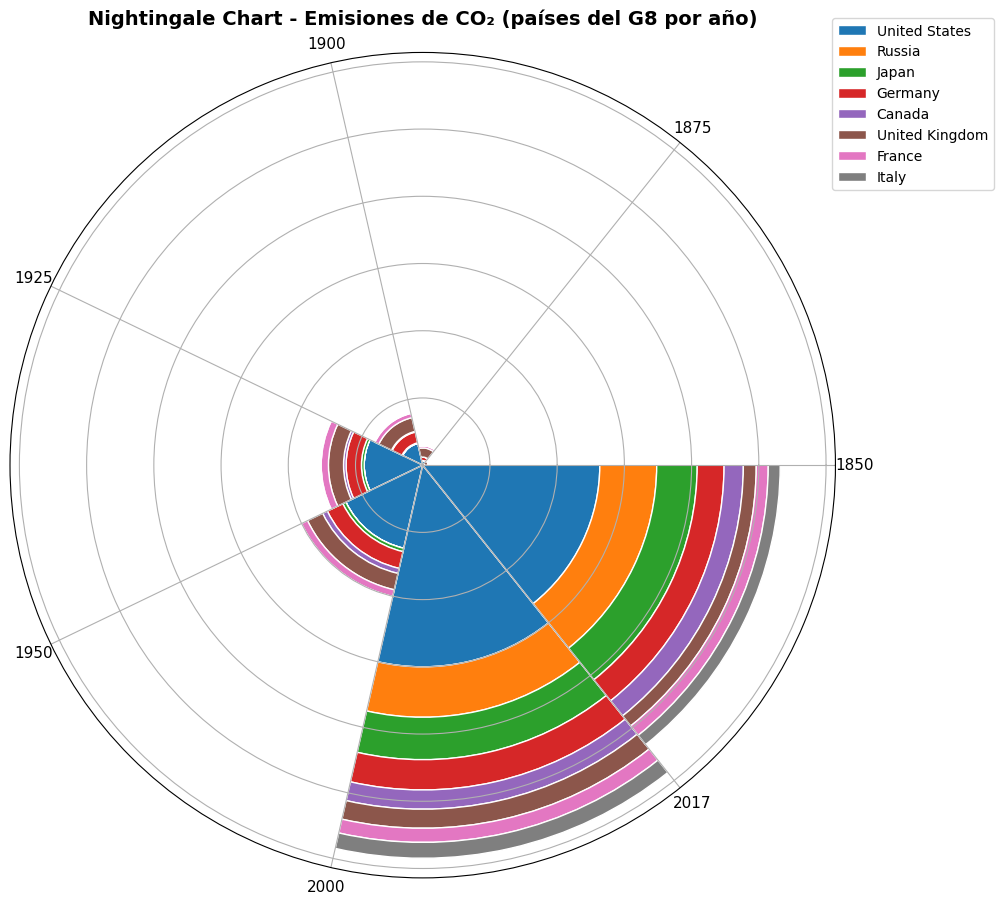 Nightingale Chart - Emisiones de CO₂ (países del G8 por año)
United States
Russia
Japan
Germany
Canada
United Kingdom
France
Italy
1900
1875
1925
1850
1950
2017
2000